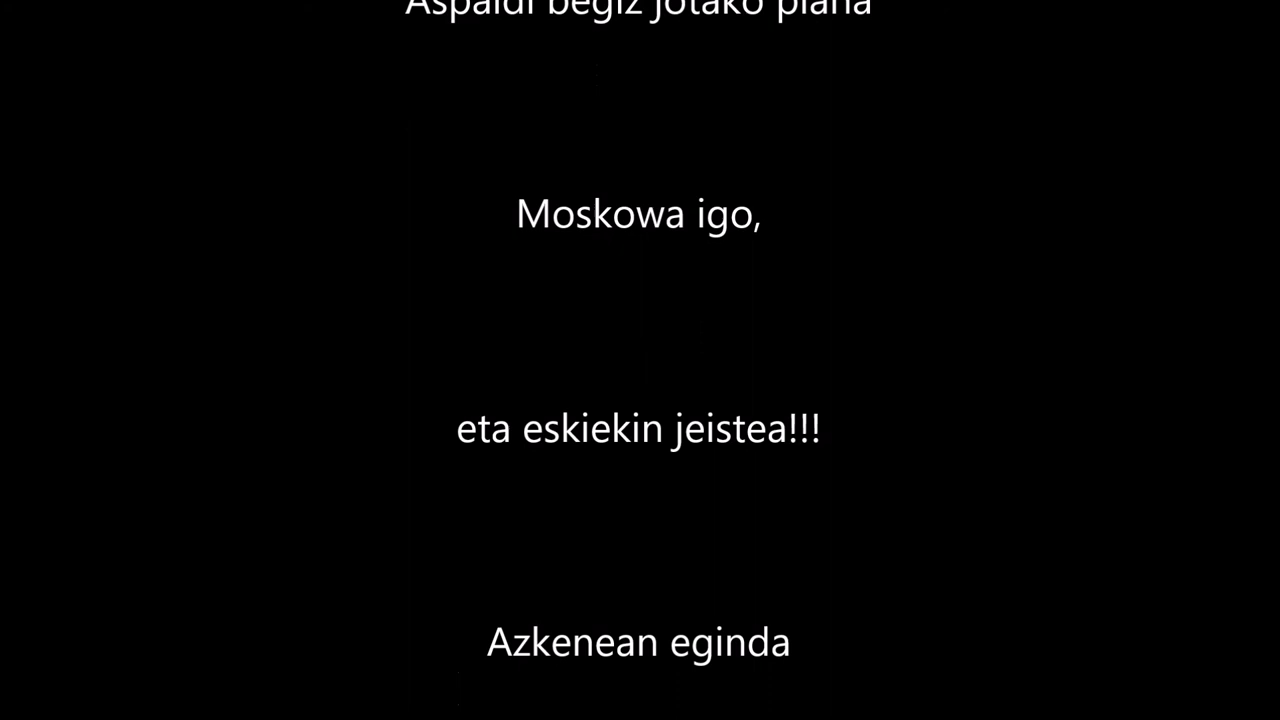 Aspaldi begiz jotako plana
Moskowa igo,
eta eskiekin jeistea!!!
Azkenean eginda